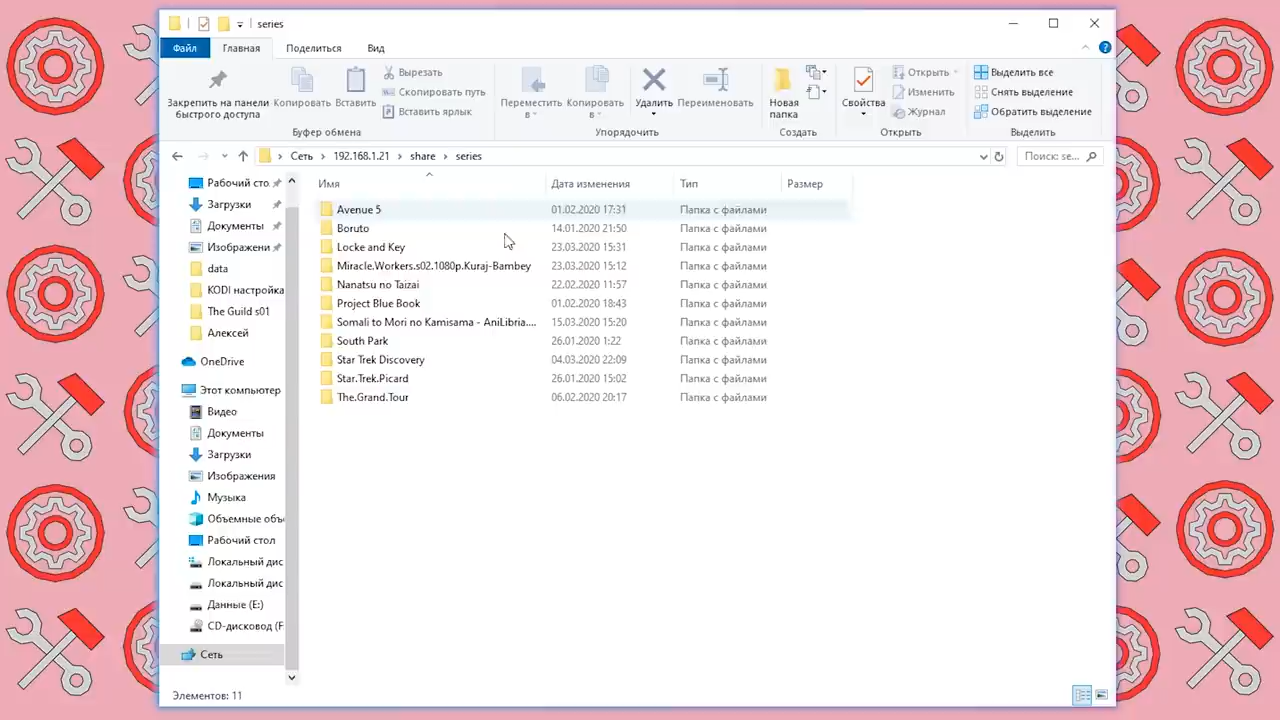 series
Файл Главная Поделиться Вид
Закрепить на панели быстрого доступа
Копировать
Вставить
Вырезать
Скопировать путь
Вставить ярлык
Буфер обмена
Переместить в
Копировать в
Удалить
Переименовать
Упорядочить
Новая папка
Создать
Свойства
Открыть
Изменить
Журнал
Открыть
Выделить все
Снять выделение
Обратить выделение
Выделить
Сеть 192.168.1.21 share series
Поиск: se...
Рабочий сто
Загрузки
Документы
Изображени
data
KODI настройка
The Guild s01
Алексей
OneDrive
Этот компьютер
Видео
Документы
Загрузки
Изображения
Музыка
Объемные объ
Рабочий стол
Локальный дис
Локальный дис
Данные (E:)
CD-дисковод (F
Сеть
Имя Дата изменения Тип Размер
Avenue 5 01.02.2020 17:31 Папка с файлами
Boruto 14.01.2020 21:50 Папка с файлами
Locke and Key 23.03.2020 15:31 Папка с файлами
Miracle.Workers.s02.1080p.Kuraj-Bambey 23.03.2020 15:12 Папка с файлами
Nanatsu no Taizai 22.02.2020 11:57 Папка с файлами
Project Blue Book 01.02.2020 18:43 Папка с файлами
Somali to Mori no Kamisama - AniLibria.... 15.03.2020 15:20 Папка с файлами
South Park 26.01.2020 1:22 Папка с файлами
Star Trek Discovery 04.03.2020 22:09 Папка с файлами
Star.Trek.Picard 26.01.2020 15:02 Папка с файлами
The.Grand.Tour 06.02.2020 20:17 Папка с файлами
Элементов: 11